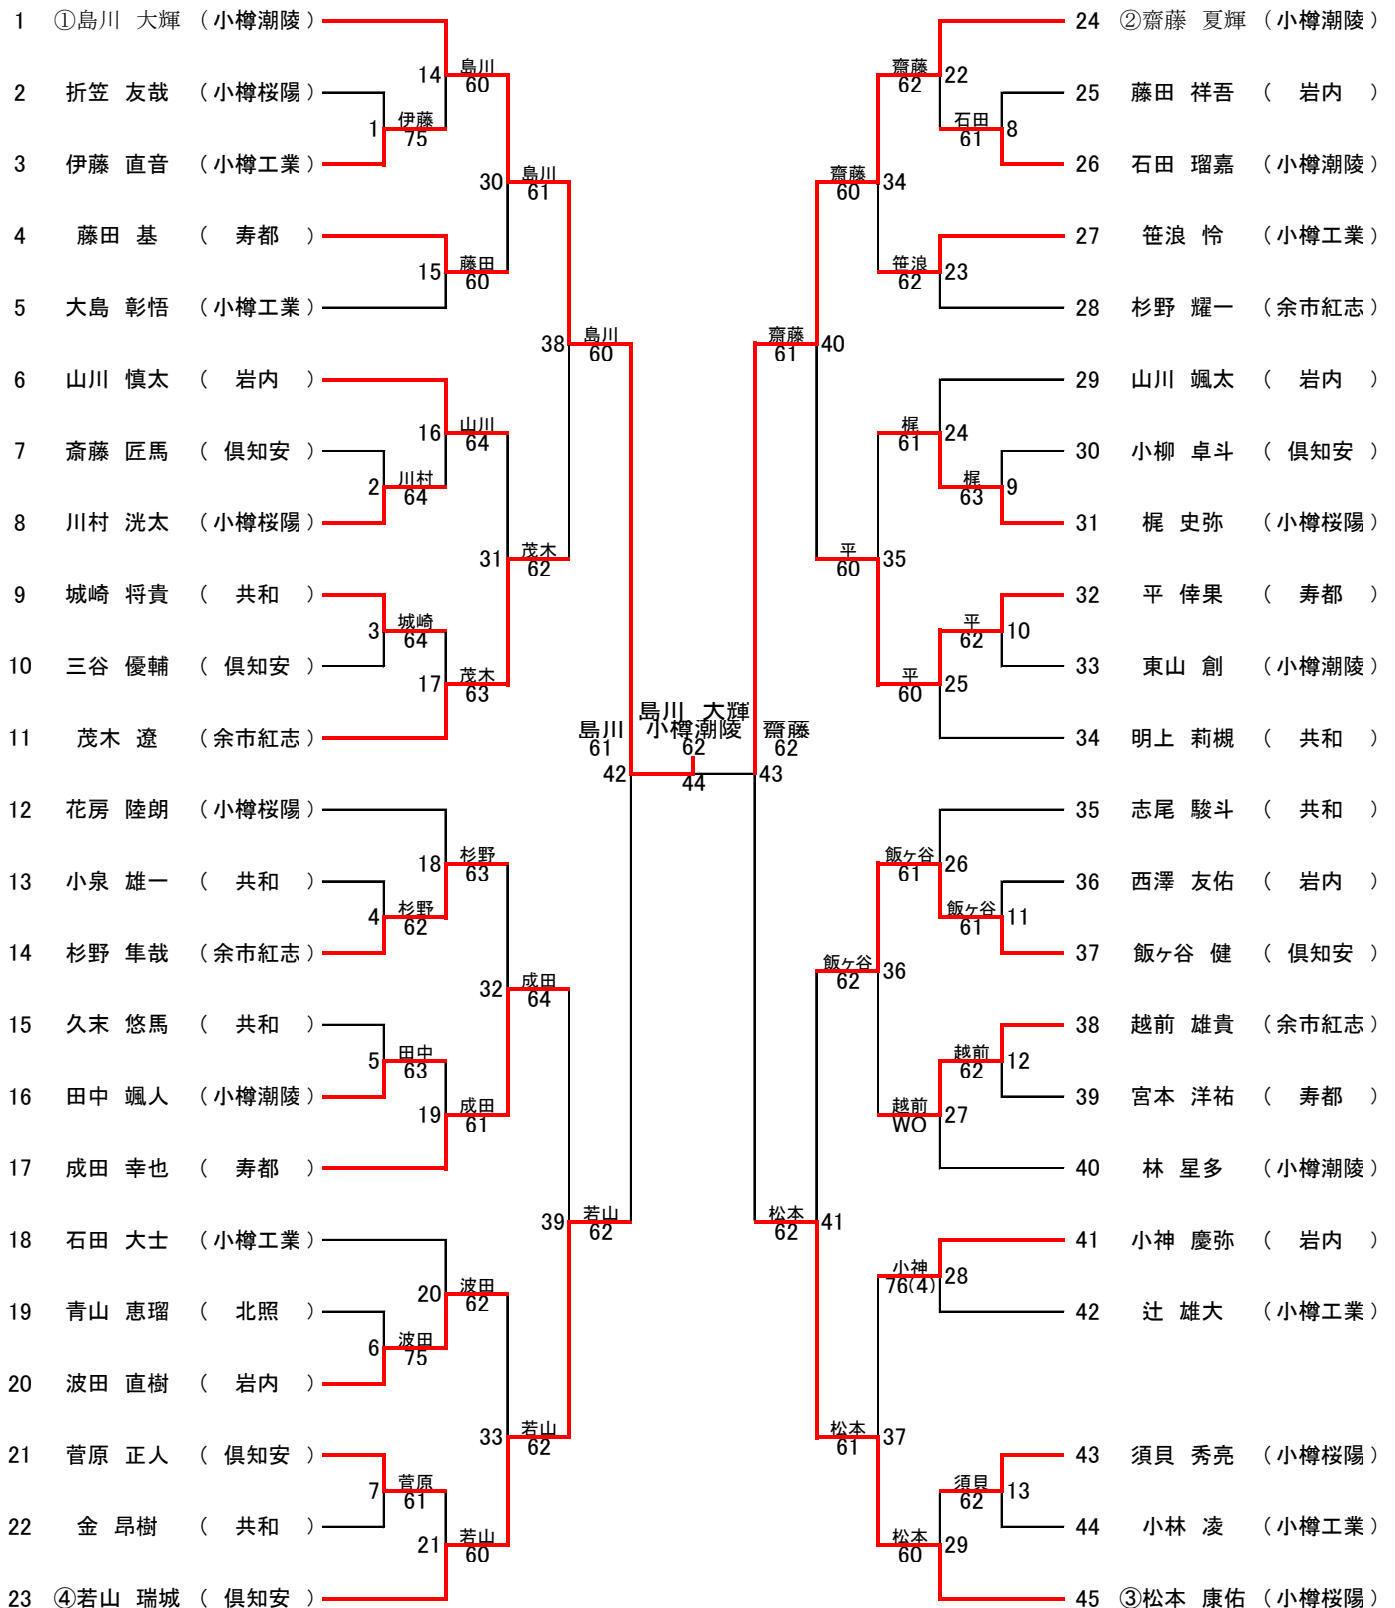 1 ①島川 大輝 (小樽潮陵)
2 折笠 友哉 (小樽桜陽)
3 伊藤 直音 (小樽工業)
4 藤田 基 ( 寿都 )
5 大島 彰悟 (小樽工業)
6 山川 慎太 ( 岩内 )
7 斎藤 匠馬 ( 倶知安 )
8 川村 洸太 (小樽桜陽)
9 城崎 将貴 ( 共和 )
10 三谷 優輔 ( 倶知安 )
11 茂木 遼 (余市紅志)
12 花房 陸朗 (小樽桜陽)
13 小泉 雄一 ( 共和 )
14 杉野 隼哉 (余市紅志)
15 久末 悠馬 ( 共和 )
16 田中 颯人 (小樽潮陵)
17 成田 幸也 ( 寿都 )
18 石田 大士 (小樽工業)
19 青山 恵瑠 ( 北照 )
20 波田 直樹 ( 岩内 )
21 菅原 正人 ( 倶知安 )
22 金 昂樹 ( 共和 )
23 ④若山 瑞城 ( 倶知安 )
1 伊藤
75
2 川村
64
3 城崎
64
4 杉野
62
5 田中
63
6 波田
75
7 菅原
61
14 島川
60
15 藤田
60
16 山川
64
17 茂木
63
18 杉野
63
19 成田
61
20 波田
62
21 若山
60
30 島川
61
31 茂木
62
32 成田
64
33 若山
62
38 島川
60
39 若山
62
島川
61
42
島川 大輝
小樽潮陵
62
44
齋藤
62
43
齋藤
61
40
松本
62
41
齋藤
60
34
平
60
35
飯ヶ谷
62
36
松本
61
37
齋藤
62
22
笹浪
62
23
梶
61
24
平
60
25
飯ヶ谷
61
26
越前
WO
27
小神
76(4)
28
松本
60
29
石田
61
8
梶
63
9
平
62
10
飯ヶ谷
61
11
越前
62
12
須貝
62
13
24 ②齋藤 夏輝 (小樽潮陵)
25 藤田 祥吾 ( 岩内 )
26 石田 瑠嘉 (小樽潮陵)
27 笹浪 怜 (小樽工業)
28 杉野 耀一 (余市紅志)
29 山川 颯太 ( 岩内 )
30 小柳 卓斗 ( 倶知安 )
31 梶 史弥 (小樽桜陽)
32 平 倖果 ( 寿都 )
33 東山 創 (小樽潮陵)
34 明上 莉槻 ( 共和 )
35 志尾 駿斗 ( 共和 )
36 西澤 友佑 ( 岩内 )
37 飯ヶ谷 健 ( 倶知安 )
38 越前 雄貴 (余市紅志)
39 宮本 洋祐 ( 寿都 )
40 林 星多 (小樽潮陵)
41 小神 慶弥 ( 岩内 )
42 辻 雄大 (小樽工業)
43 須貝 秀亮 (小樽桜陽)
44 小林 凌 (小樽工業)
45 ③松本 康佑 (小樽桜陽)